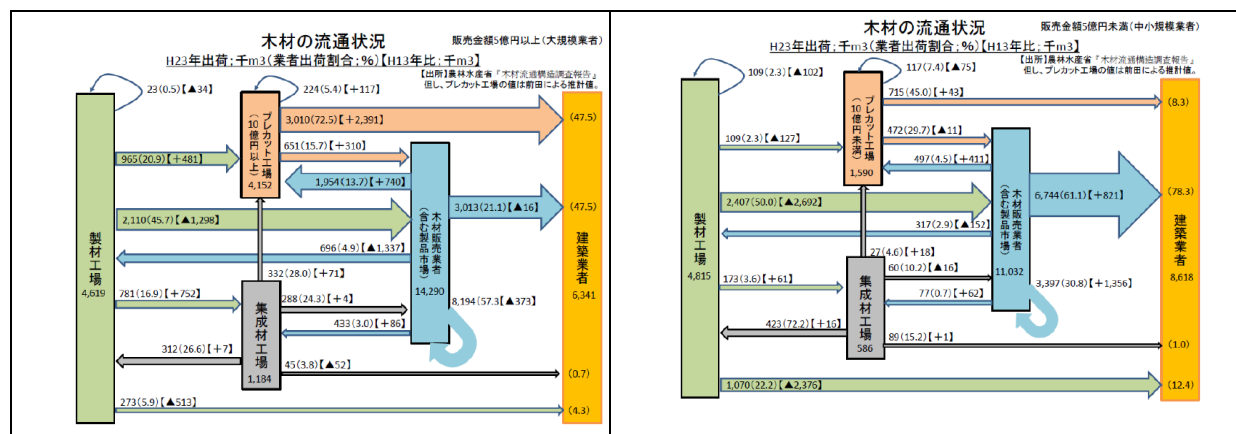 木材の流通状況
販売金額5億円以上(大規模業者)
H23年出荷;千m3(業者出荷割合;%)【H13年比;千m3】
【出所】農林水産省『木材流通構造調査報告』
但し、プレカット工場の値は前田による推計値。
23(0.5)【▲34】
224(5.4)【+117】
プレカット工場
(10億円以上)
4,152
3,010(72.5)【+2,391】
(47.5)
651(15.7)【+310】
965(20.9)【+481】
1,954(13.7)【+740】
3,013(21.1)【▲16】
(47.5)
2,110(45.7)【▲1,298】
木材販売業者
(含む製品市場)
14,290
建築業者
6,341
製材工場
4,619
696(4.9)【▲1,337】
332(28.0)【+71】
781(16.9)【+752】
288(24.3)【+4】
8,194(57.3【▲373】
集成材工場
1,184
433(3.0)【+86】
312(26.6)【+7】
45(3.8)【▲52】
(0.7)
273(5.9)【▲513】
(4.3)
木材の流通状況
販売金額5億円未満(中小規模業者)
H23年出荷;千m3(業者出荷割合;%)【H13年比;千m3】
【出所】農林水産省『木材流通構造調査報告』
但し、プレカット工場の値は前田による推計値。
109(2.3)【▲102】
117(7.4)【▲75】
プレカット工場
(10億円未満)
1,590
715(45.0)【+43】
(8.3)
472(29.7)【▲11】
109(2.3)【▲127】
497(4.5)【+411】
6,744(61.1)【+821】
(78.3)
2,407(50.0)【▲2,692】
木材販売業者
(含む製品市場)
11,032
建築業者
8,618
製材工場
4,815
317(2.9)【▲152】
27(4.6)【+18】
60(10.2)【▲16】
173(3.6)【+61】
3,397(30.8)【+1,356】
集成材工場
586
77(0.7)【+62】
423(72.2)【+16】
89(15.2)【+1】
(1.0)
1,070(22.2)【▲2,376】
(12.4)